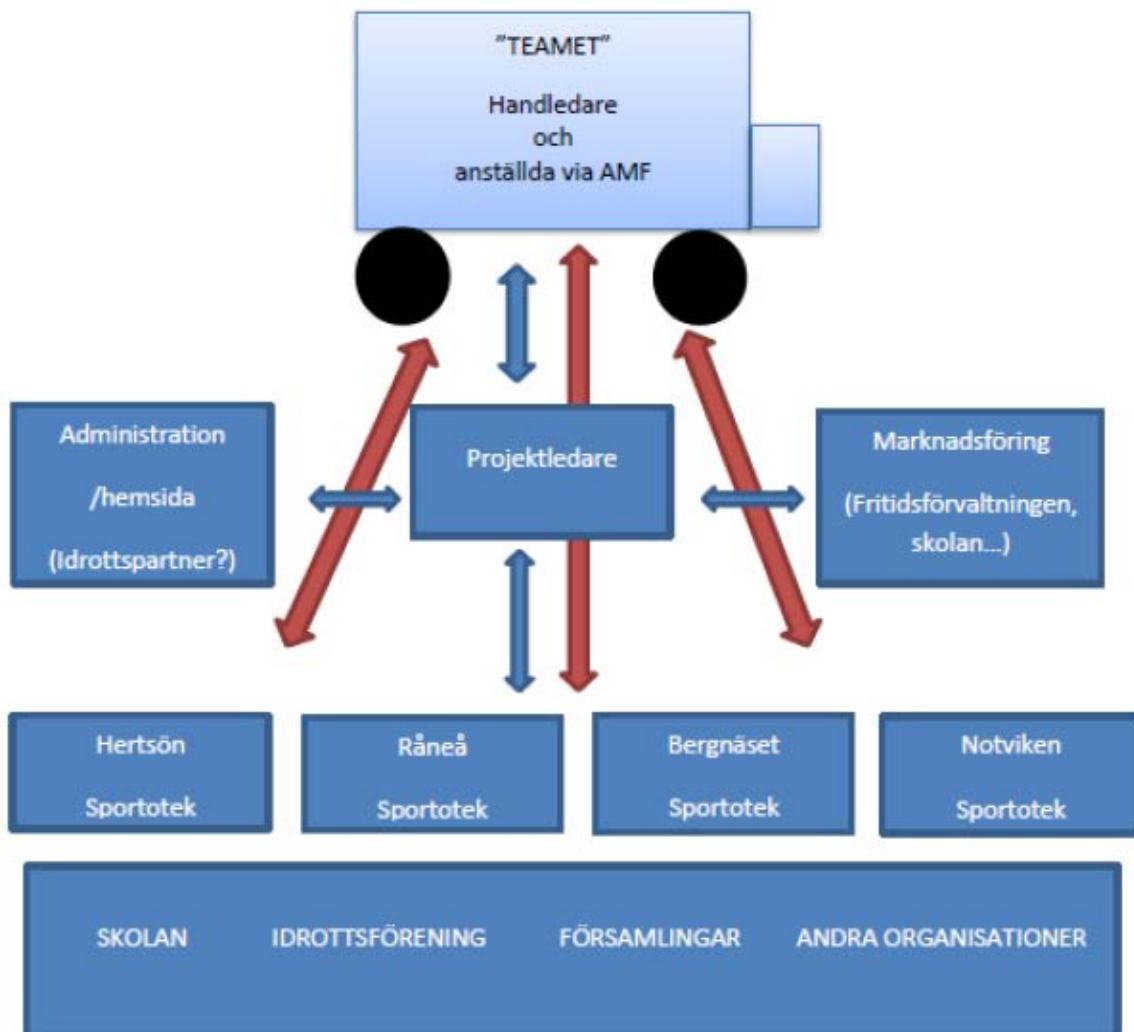 "TEAMET"
Handledare
och
anställda via AMF
Administration
/hemsida
(Idrottspartner?)
Projektledare
Marknadsföring
(Fritidsförvaltningen,
skolan...)
Hertsön
Sportotek
Råneå
Sportotek
Bergnäset
Sportotek
Notviken
Sportotek
SKOLAN IDROTTSFÖRENING FÖRSAMLINGAR ANDRA ORGANISATIONER